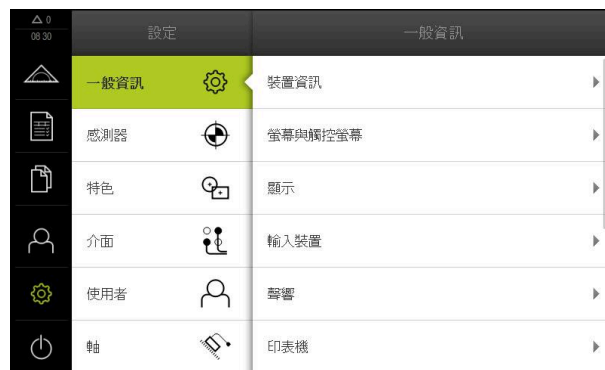 0
08:30
設定
一般資訊
一般資訊
感測器
特色
介面
使用者
軸
裝置資訊
螢幕與觸控螢幕
顯示
輸入裝置
聲響
印表機